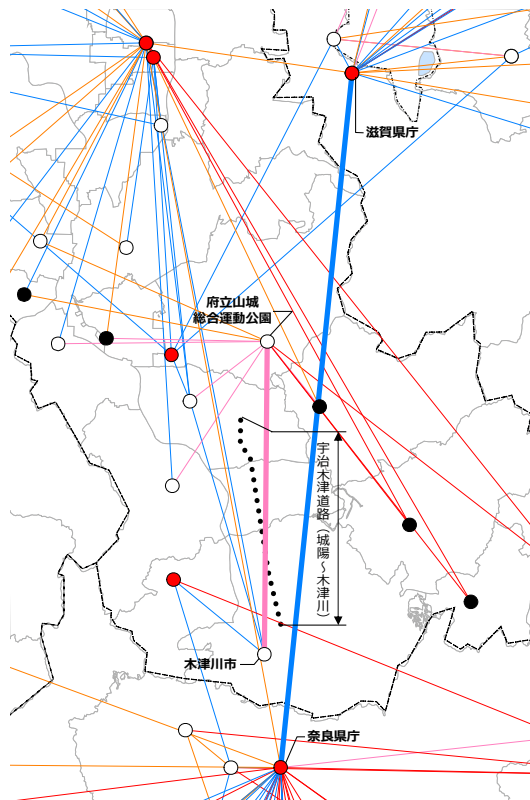 滋賀県庁
府立山城
総合運動公園
宇治木津道路（城陽～木津川）
木津川市
奈良県庁